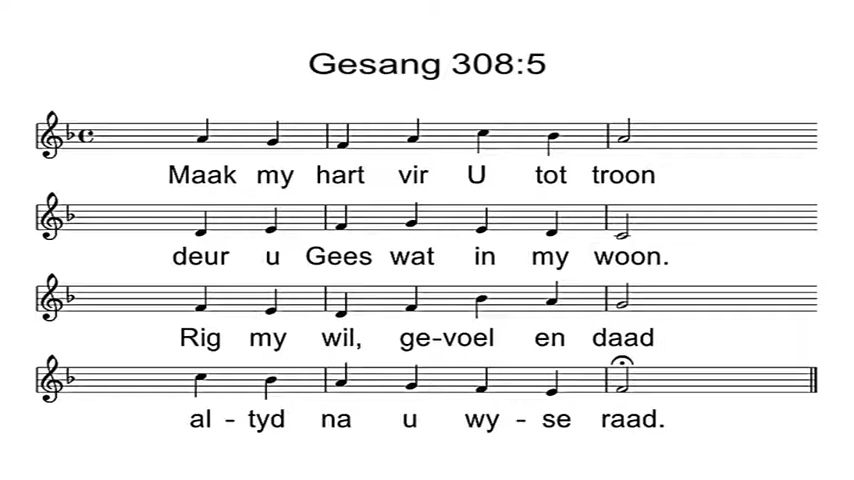 Gesang 308:5
Maak my hart vir U tot troon
deur u Gees wat in my woon.
Rig my wil, ge-voel en daad
al - tyd na u wy - se raad.